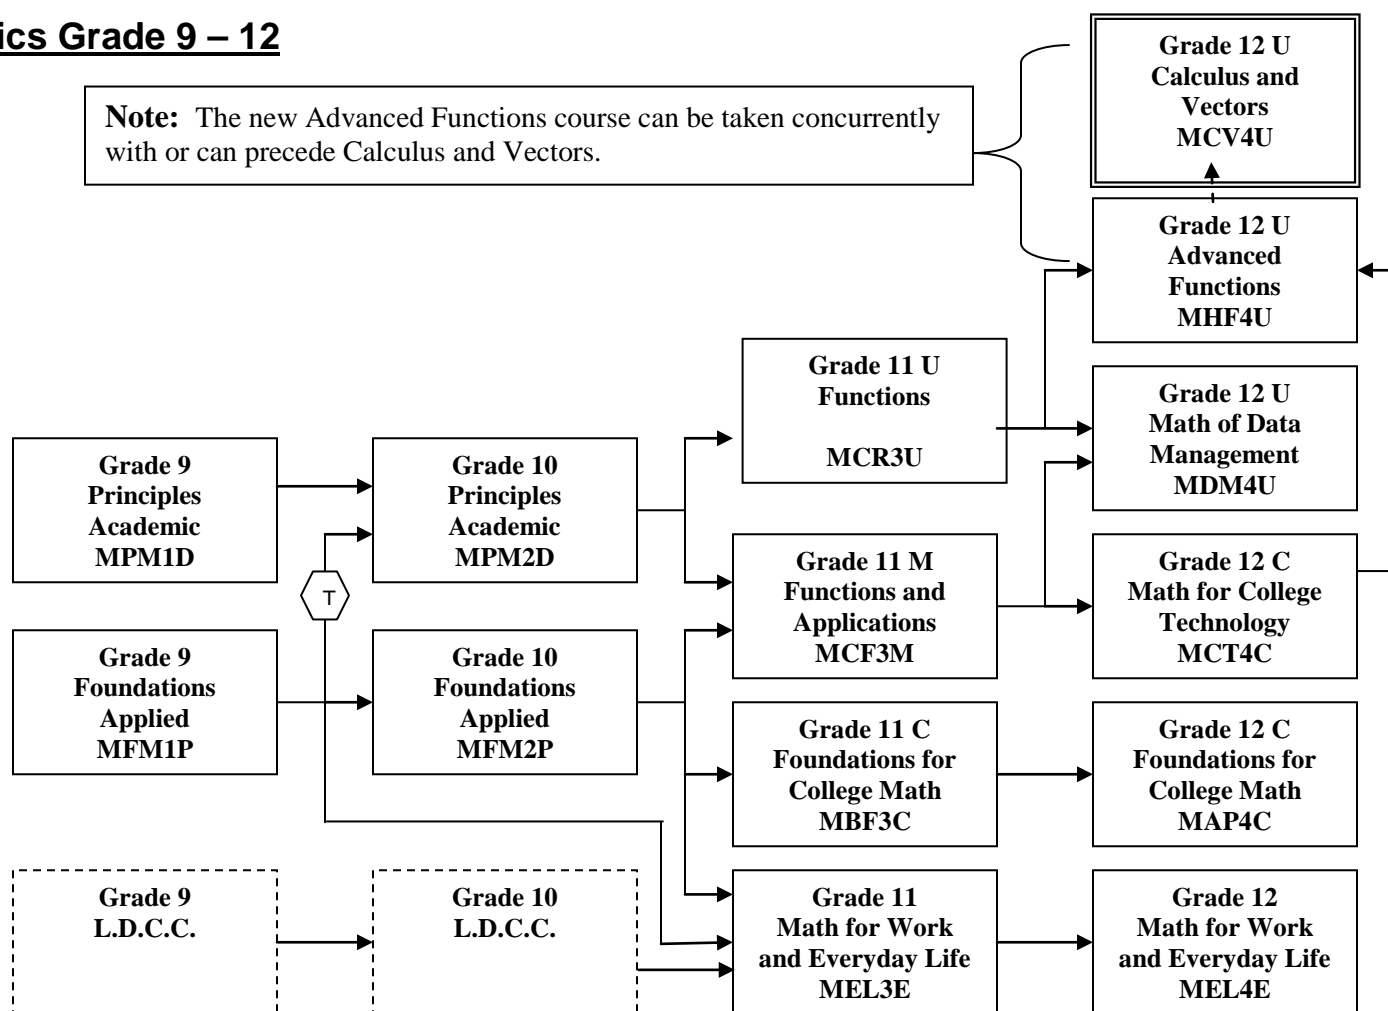 ics Grade 9 – 12
Note: The new Advanced Functions course can be taken concurrently
with or can precede Calculus and Vectors.
Grade 12 U
Calculus and
Vectors
MCV4U
Grade 12 U
Advanced
Functions
MHF4U
Grade 11 U
Functions
MCR3U
Grade 12 U
Math of Data
Management
MDM4U
Grade 9
Principles
Academic
MPM1D
Grade 10
Principles
Academic
MPM2D
T
Grade 11 M
Functions and
Applications
MCF3M
Grade 12 C
Math for College
Technology
MCT4C
Grade 9
Foundations
Applied
MFM1P
Grade 10
Foundations
Applied
MFM2P
Grade 11 C
Foundations for
College Math
MBF3C
Grade 12 C
Foundations for
College Math
MAP4C
Grade 9
L.D.C.C.
Grade 10
L.D.C.C.
Grade 11
Math for Work
and Everyday Life
MEL3E
Grade 12
Math for Work
and Everyday Life
MEL4E